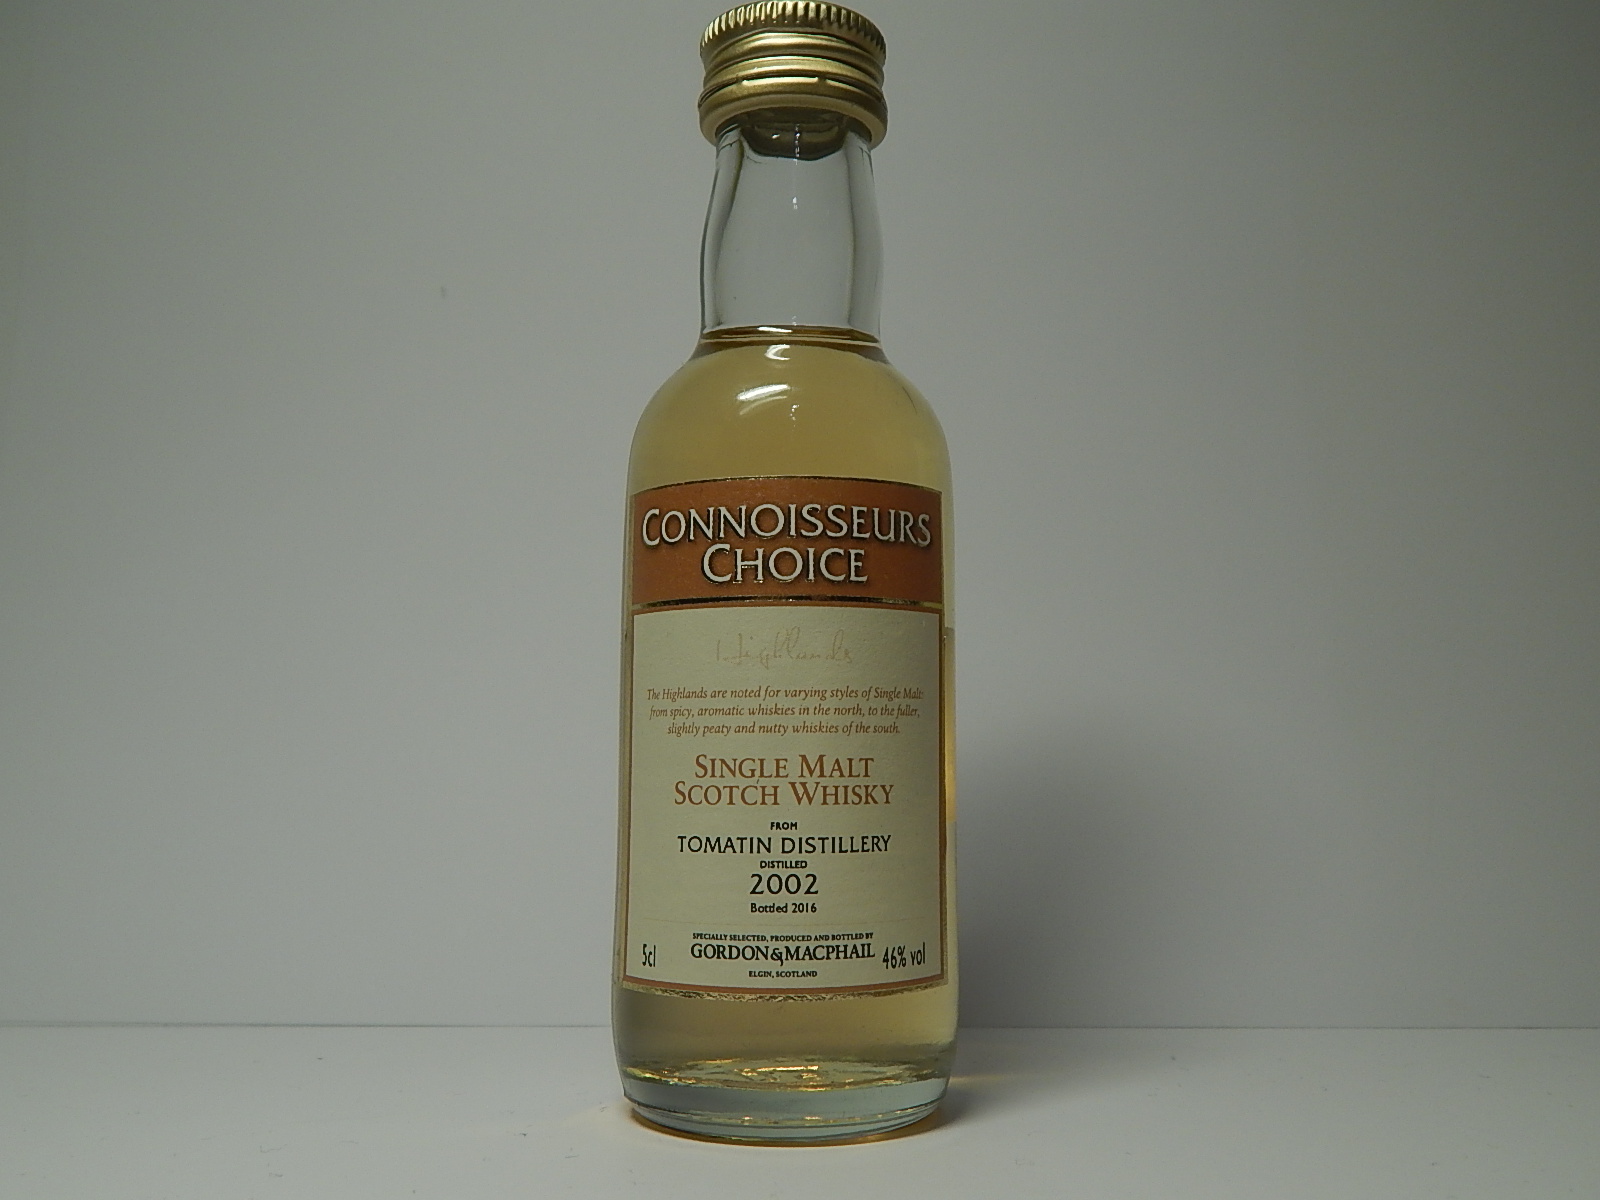 CONNOISSEURS
CHOICE
Highlands
The Highlands are noted for varying styles of Single Malt:
from spicy, aromatic whiskies in the north, to the fuller,
slightly peaty and nutty whiskies of the south.
SINGLE MALT
SCOTCH WHISKY
FROM
TOMATIN DISTILLERY
DISTILLED
2002
Bottled 2016
SPECIALLY SELECTED, PRODUCED AND BOTTLED BY
5cl GORDON&MACPHAIL 46% vol
ELGIN, SCOTLAND